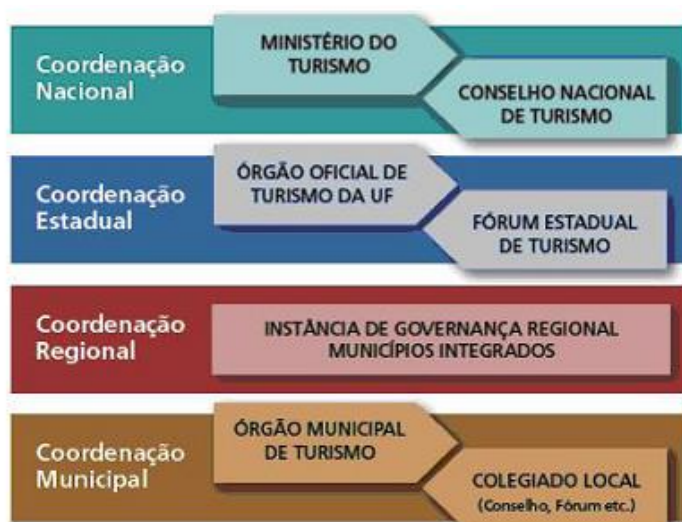 Coordenação
Nacional
MINISTÉRIO DO
TURISMO
CONSELHO NACIONAL
DE TURISMO
Coordenação
Estadual
ÓRGÃO OFICIAL DE
TURISMO DA UF
FÓRUM ESTADUAL
DE TURISMO
Coordenação
Regional
INSTÂNCIA DE GOVERNANÇA REGIONAL
MUNICÍPIOS INTEGRADOS
Coordenação
Municipal
ÓRGÃO MUNICIPAL
DE TURISMO
COLEGIADO LOCAL
(Conselho, Fórum etc.)